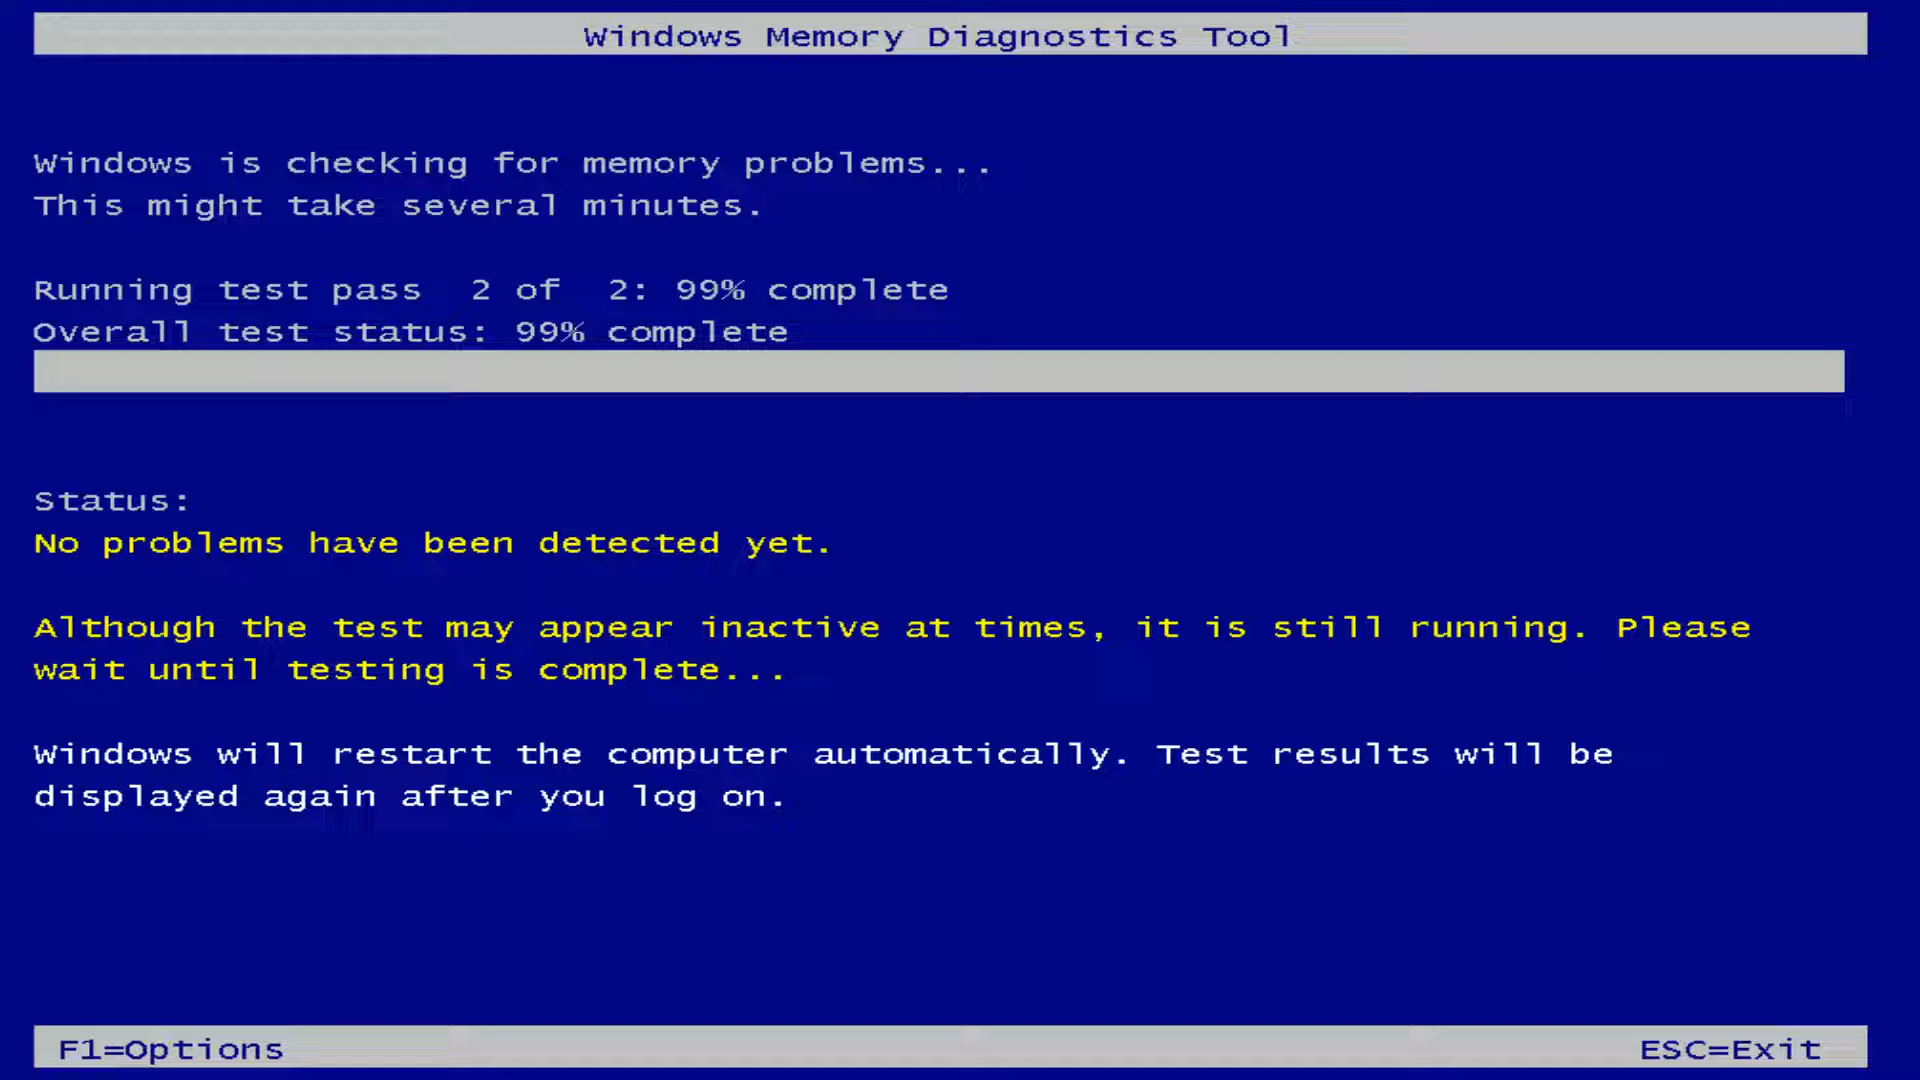 Windows Memory Diagnostics Tool
Windows is checking for memory problems...
This might take several minutes.
Running test pass  2 of  2: 99% complete
Overall test status: 99% complete
Status:
No problems have been detected yet.
Although the test may appear inactive at times, it is still running. Please
wait until testing is complete...
Windows will restart the computer automatically. Test results will be
displayed again after you log on.
F1=Options ESC=Exit